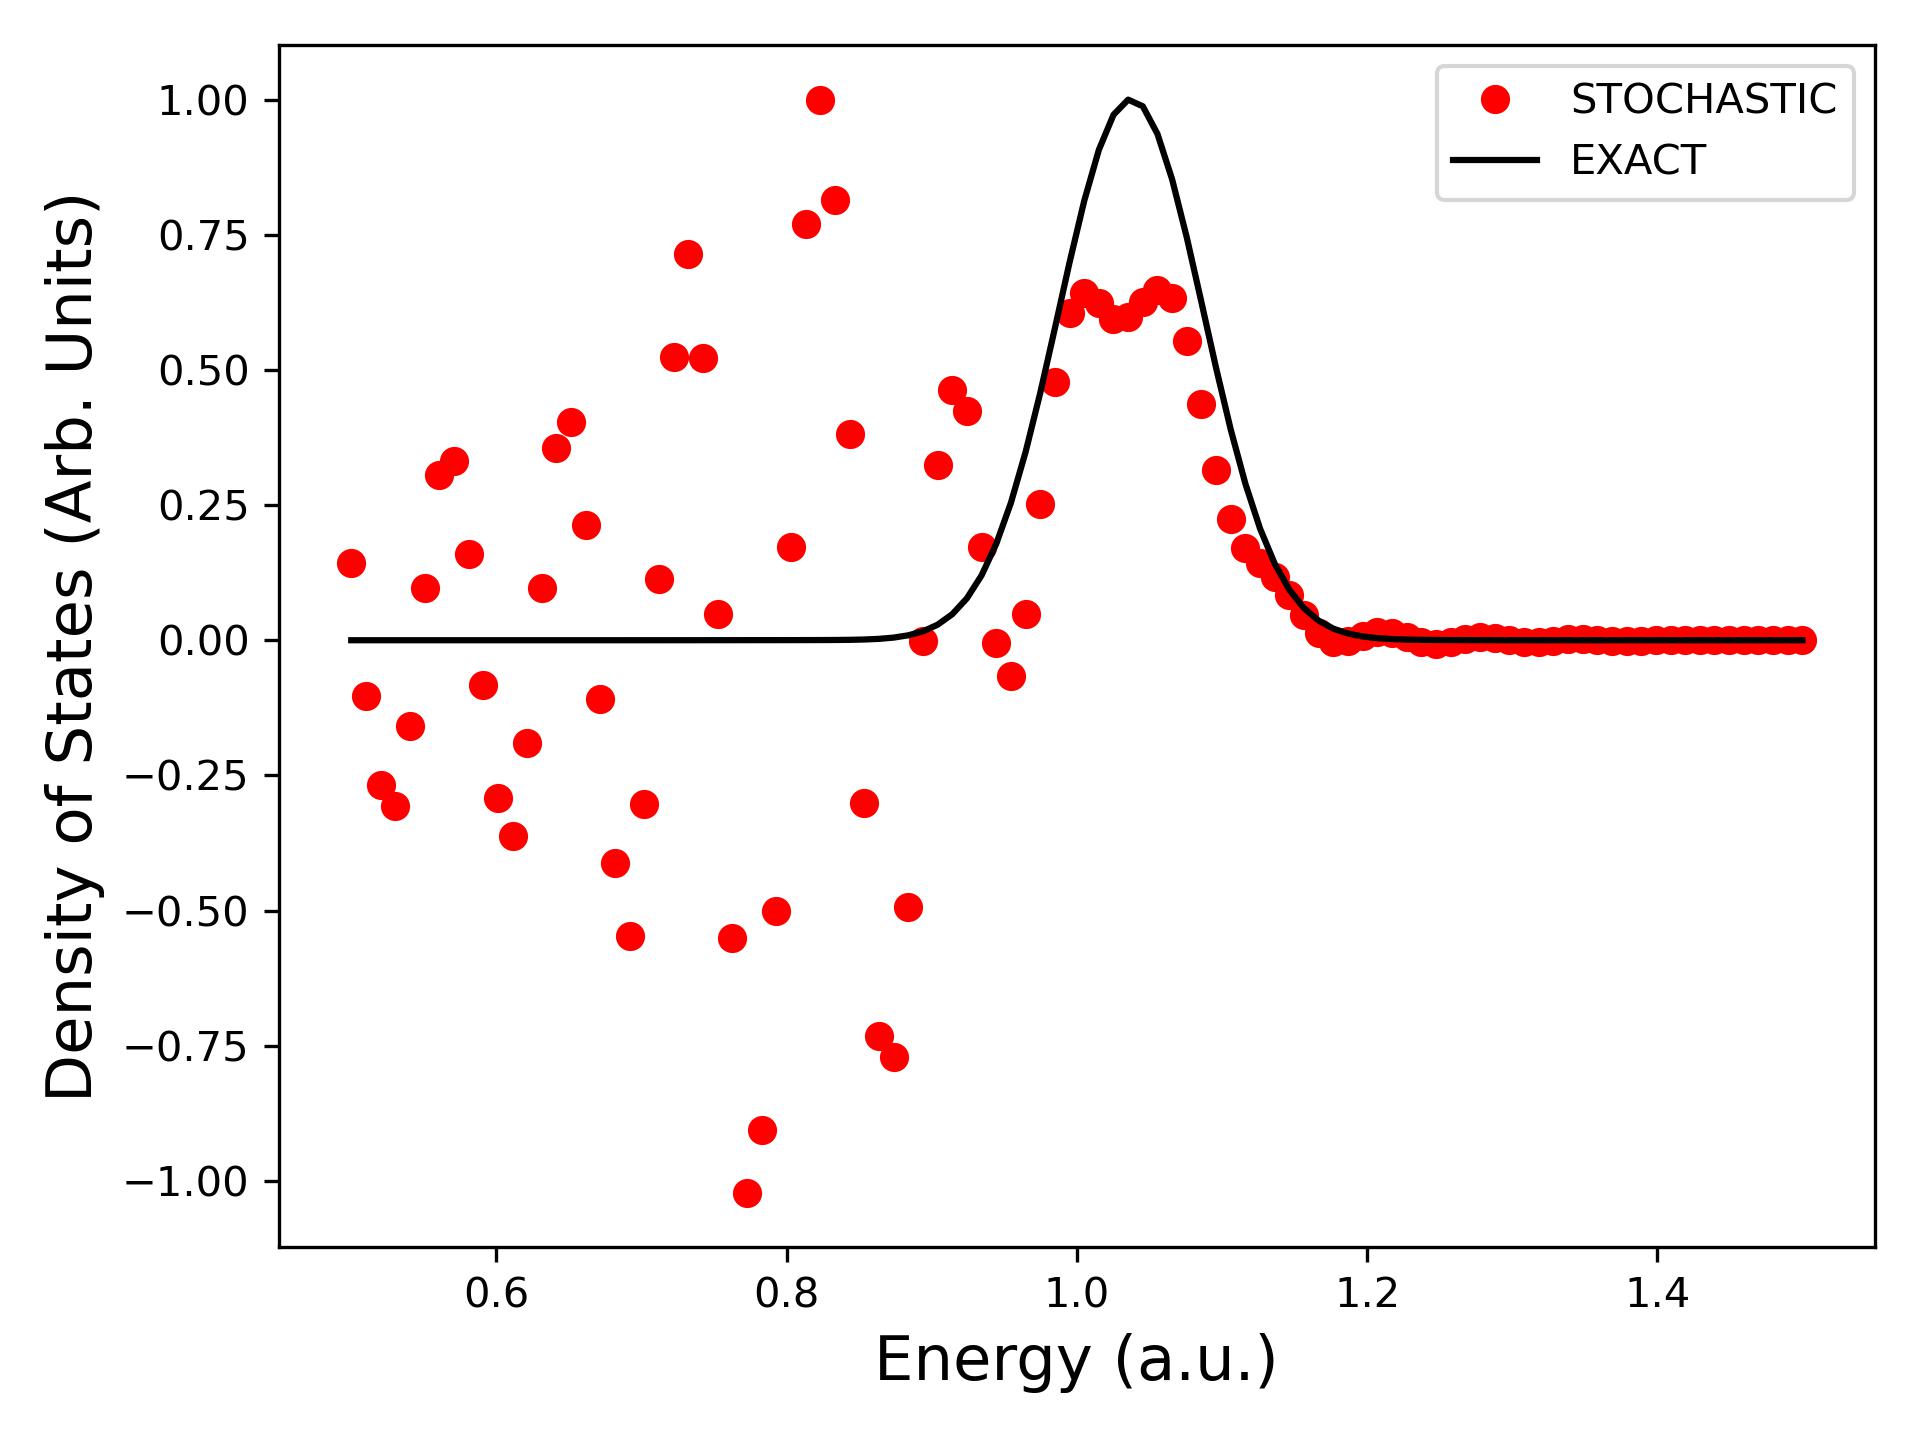 STOCHASTIC
EXACT
Density of States (Arb. Units)
1.00
0.75
0.50
0.25
0.00
−0.25
−0.50
−0.75
−1.00
0.6 0.8 1.0 1.2 1.4
Energy (a.u.)